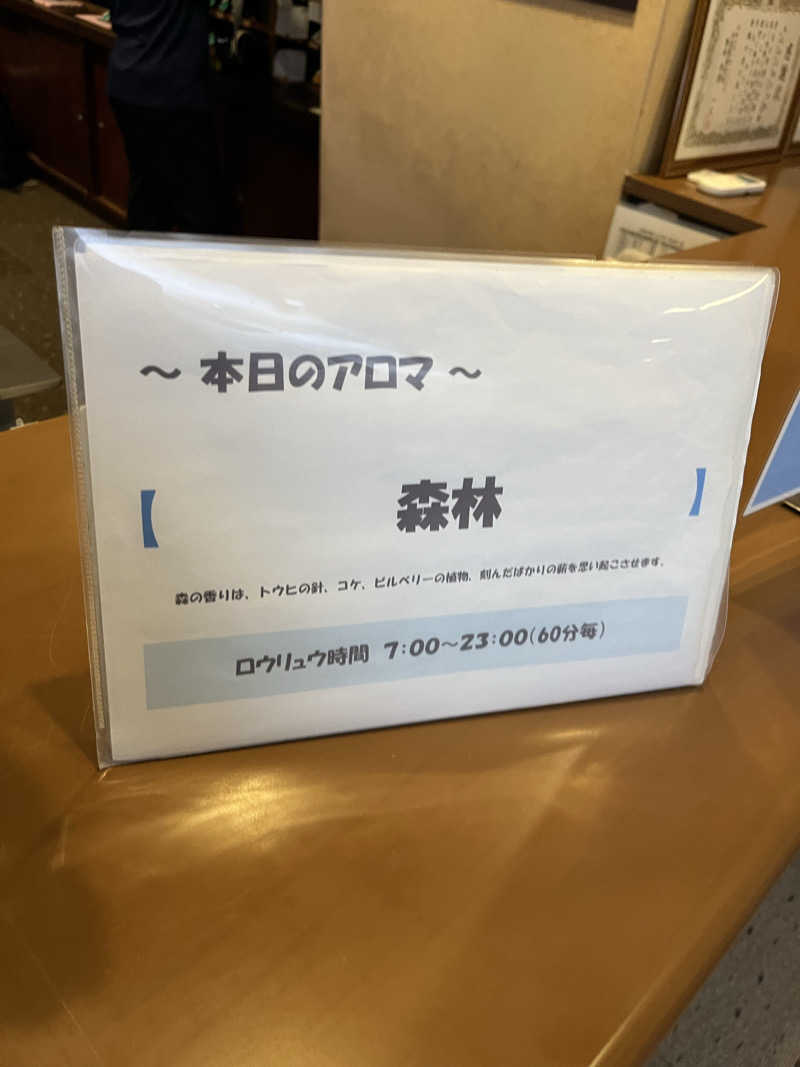 ～ 本日のアロマ ～
【 森林 】
森の香りは、トウヒの針、コケ、ビルベリーの植物、刻んだばかりの薪を思い起こさせます。
ロウリュウ時間 7:00～23:00(60分毎)